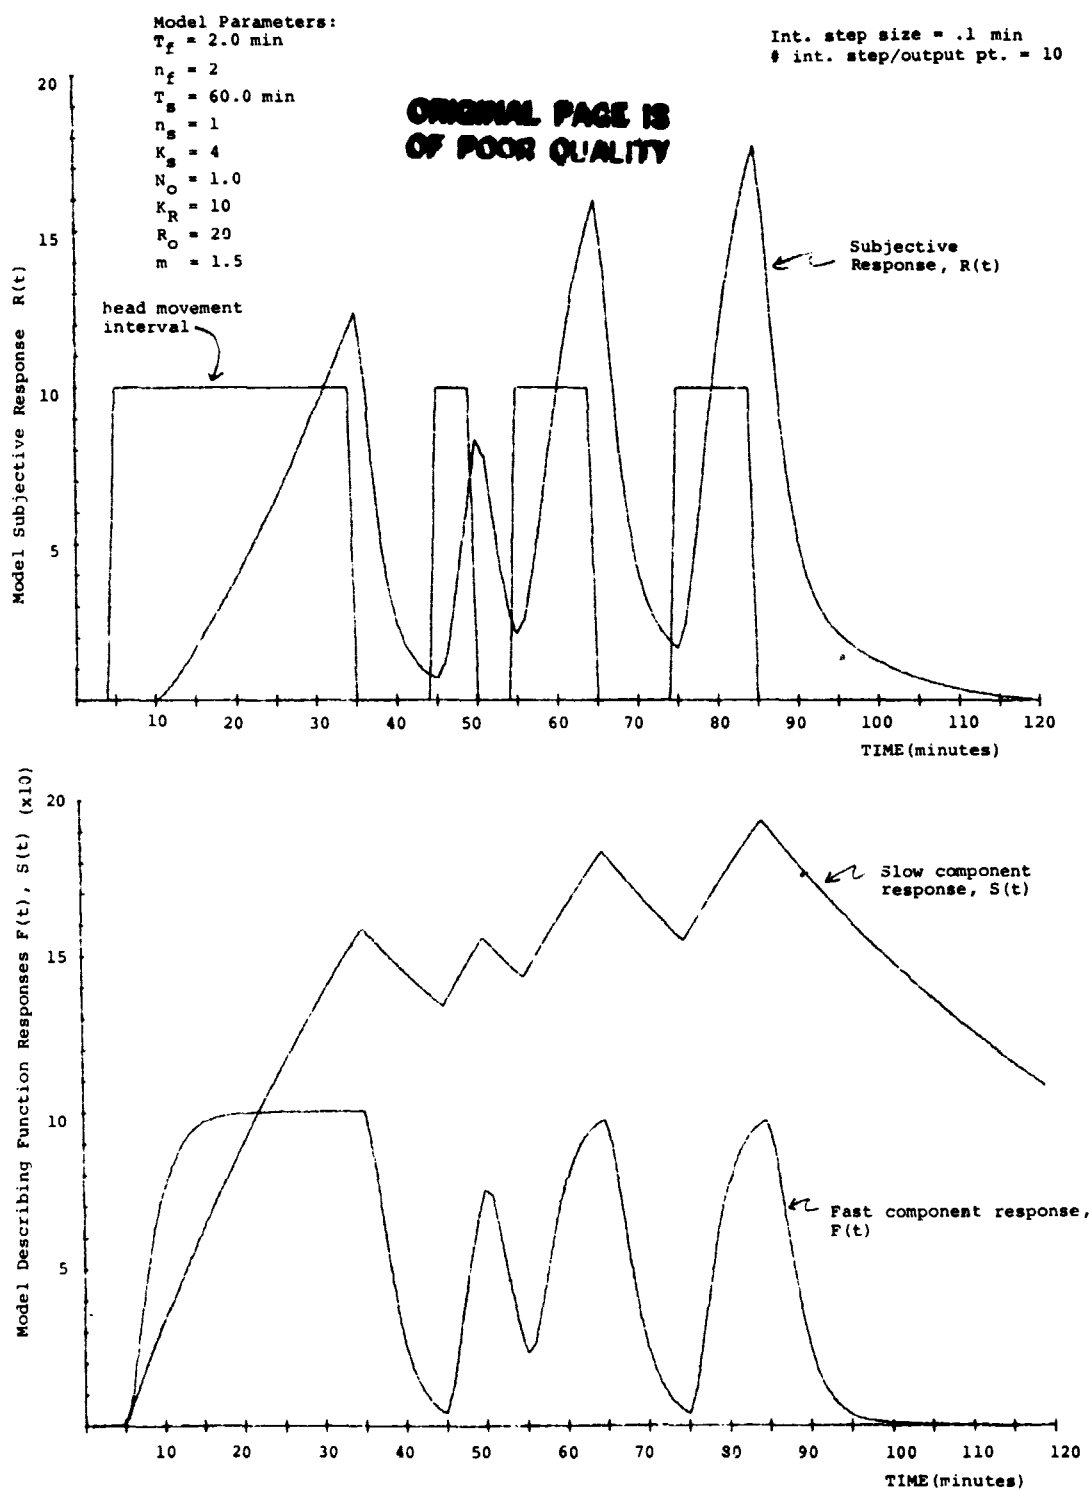 Model Parameters:
T_f = 2.0 min
n_f = 2
T_s = 60.0 min
n_s = 1
K_s = 4
N_o = 1.0
K_R = 10
R_o = 20
m = 1.5
Int. step size = .1 min
# int. step/output pt. = 10
ORIGINAL PAGE IS
OF POOR QUALITY
Model Subjective Response R(t)
20
15
10
5
head movement
interval
Subjective
Response, R(t)
10 20 30 40 50 60 70 80 90 100 110 120
TIME(minutes)
Model Describing Function Responses F(t), S(t) (x10)
20
15
10
5
Slow component
response, S(t)
Fast component response,
F(t)
10 20 30 40 50 60 70 80 90 100 110 120
TIME(minutes)